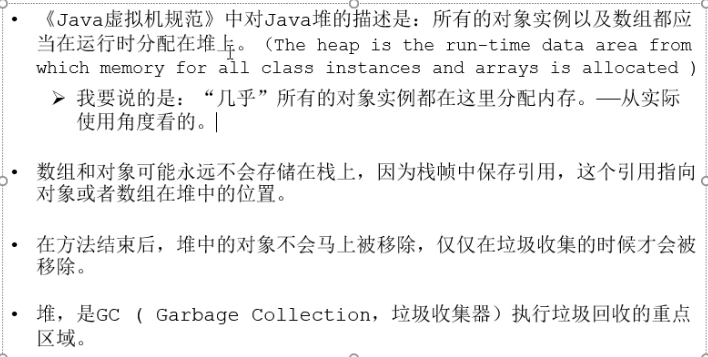 • 《Java虚拟机规范》中对Java堆的描述是：所有的对象实例以及数组都应
当在运行时分配在堆上。（The heap is the run-time data area from
which memory for all class instances and arrays is allocated )
➢ 我要说的是：“几乎”所有的对象实例都在这里分配内存。——从实际
使用角度看的。
• 数组和对象可能永远不会存储在栈上，因为栈帧中保存引用，这个引用指向
对象或者数组在堆中的位置。
• 在方法结束后，堆中的对象不会马上被移除，仅仅在垃圾收集的时候才会被
移除。
• 堆，是GC ( Garbage Collection，垃圾收集器）执行垃圾回收的重点
区域。